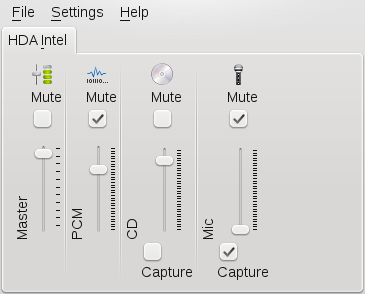 File Settings Help
HDA Intel
Mute Mute Mute Mute
Master PCM CD Mic
Capture Capture